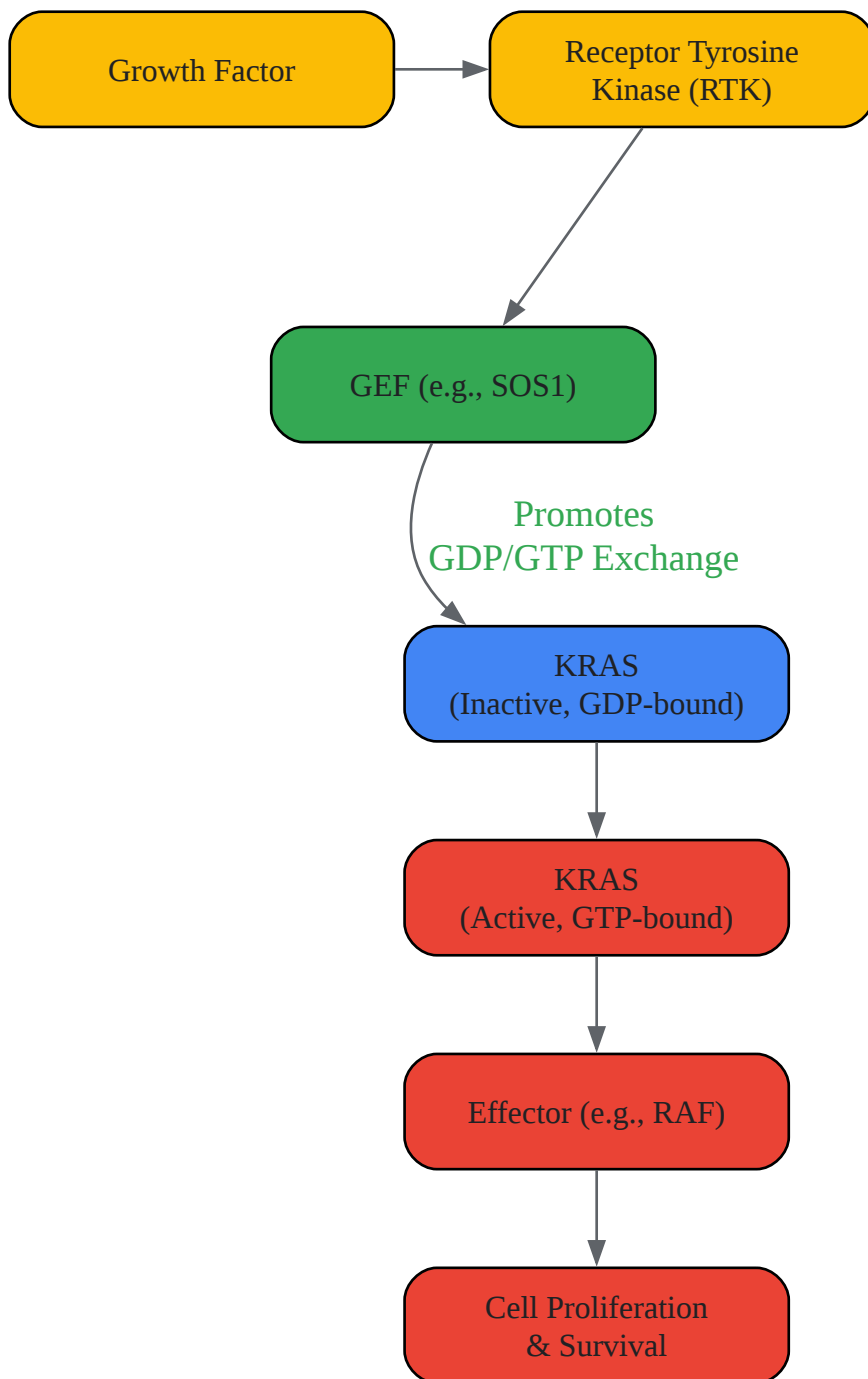 Growth Factor
Receptor Tyrosine
Kinase (RTK)
GEF (e.g., SOS1)
Promotes
GDP/GTP Exchange
KRAS
(Inactive, GDP-bound)
KRAS
(Active, GTP-bound)
Effector (e.g., RAF)
Cell Proliferation
& Survival